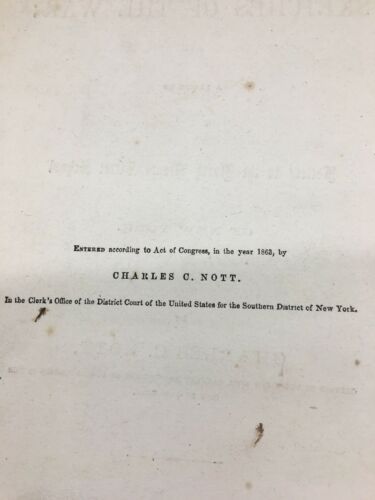 ENTERED according to Act of Congress, in the year 1863, by
CHARLES C. NOTT.
In the Clerk's Office of the District Court of the United States for the Southern District of New York.